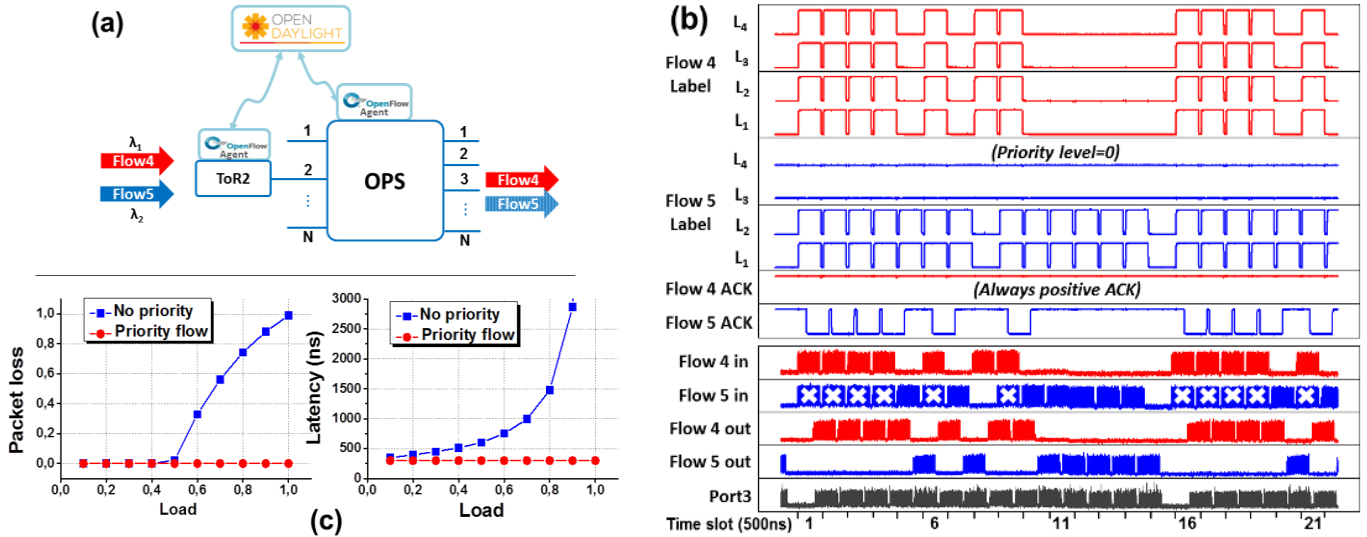 (a)
OPEN
DAYLIGHT
OpenFlow
Agent
OpenFlow
Agent
λ1
Flow4
Flow5
λ2
ToR2
1
2
N
OPS
1
2
3
N
Flow4
Flow5
(b)
L4
L3
Flow 4
Label
L2
L1
L4
(Priority level=0)
L3
Flow 5
Label
L2
L1
Flow 4 ACK
(Always positive ACK)
Flow 5 ACK
Flow 4 in
Flow 5 in
Flow 4 out
Flow 5 out
Port3
Time slot (500ns) 1 6 11 16 21
Packet loss
1,0
0,8
0,6
0,4
0,2
0,0
No priority
Priority flow
0,0 0,2 0,4 0,6 0,8 1,0
Load
Latency (ns)
3000
2500
2000
1500
1000
500
0
No priority
Priority flow
0,0 0,2 0,4 0,6 0,8 1,0
Load
(c)